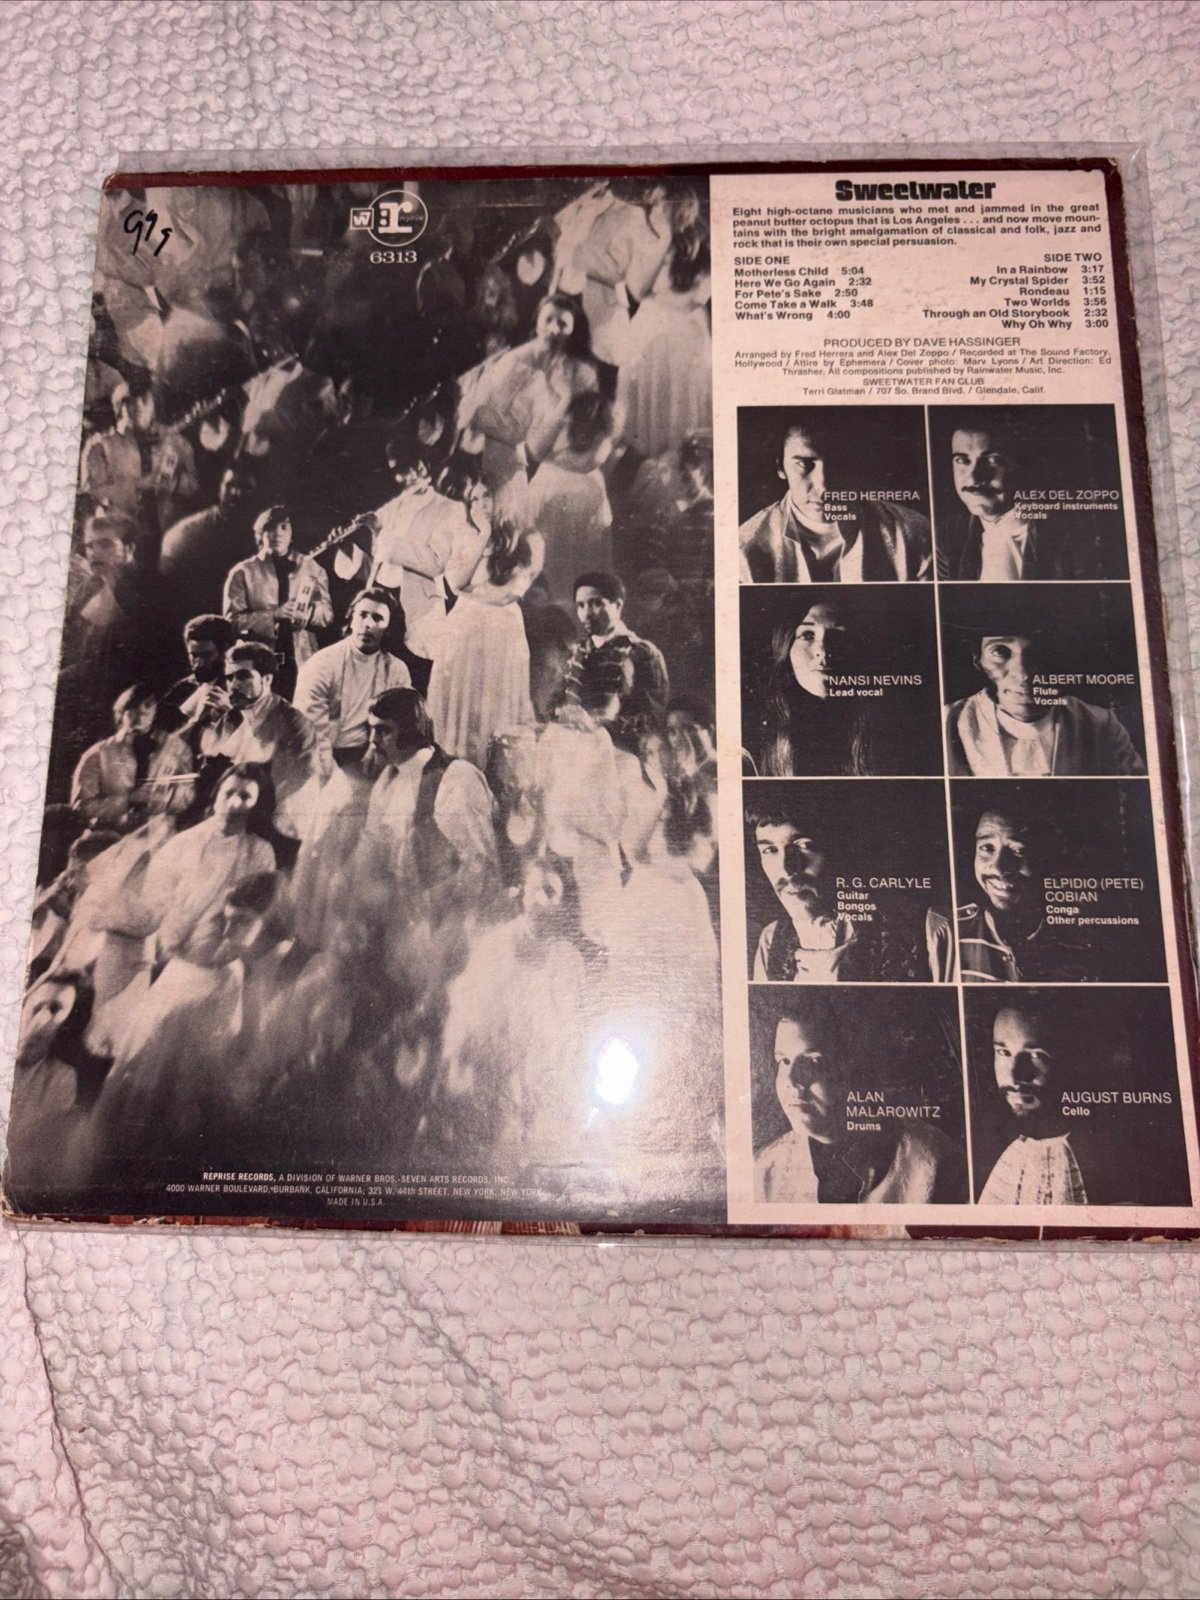 99¢
W r reprise
6313
Sweetwater
Eight high-octane musicians who met and jammed in the great
peanut butter octopus that is Los Angeles . . . and now move moun-
tains with the bright amalgamation of classical and folk, jazz and
rock that is their own special persuasion.
SIDE ONE
Motherless Child 5:04
Here We Go Again 2:32
For Pete's Sake 2:50
Come Take a Walk 3:48
What's Wrong 4:00
SIDE TWO
In a Rainbow 3:17
My Crystal Spider 3:52
Rondeau 1:15
Two Worlds 3:56
Through an Old Storybook 2:32
Why Oh Why 3:00
PRODUCED BY DAVE HASSINGER
Arranged by Fred Herrera and Alex Del Zoppo / Recorded at The Sound Factory,
Hollywood / Attire by Ephemera / Cover photo: Marv Lyons / Art Direction: Ed
Thrasher. All compositions published by Rainwater Music, Inc.
SWEETWATER FAN CLUB
Terri Glatman / 707 So. Brand Blvd. / Glendale, Calif.
FRED HERRERA
Bass
Vocals
ALEX DEL ZOPPO
Keyboard instruments
Vocals
NANSI NEVINS
Lead vocal
ALBERT MOORE
Flute
Vocals
R. G. CARLYLE
Guitar
Bongos
Vocals
ELPIDIO (PETE)
COBIAN
Conga
Other percussions
ALAN
MALAROWITZ
Drums
AUGUST BURNS
Cello
REPRISE RECORDS, A DIVISION OF WARNER BROS.-SEVEN ARTS RECORDS, INC.,
4000 WARNER BOULEVARD, BURBANK, CALIFORNIA; 321 W. 44th STREET, NEW YORK, NEW YORK
MADE IN U.S.A.